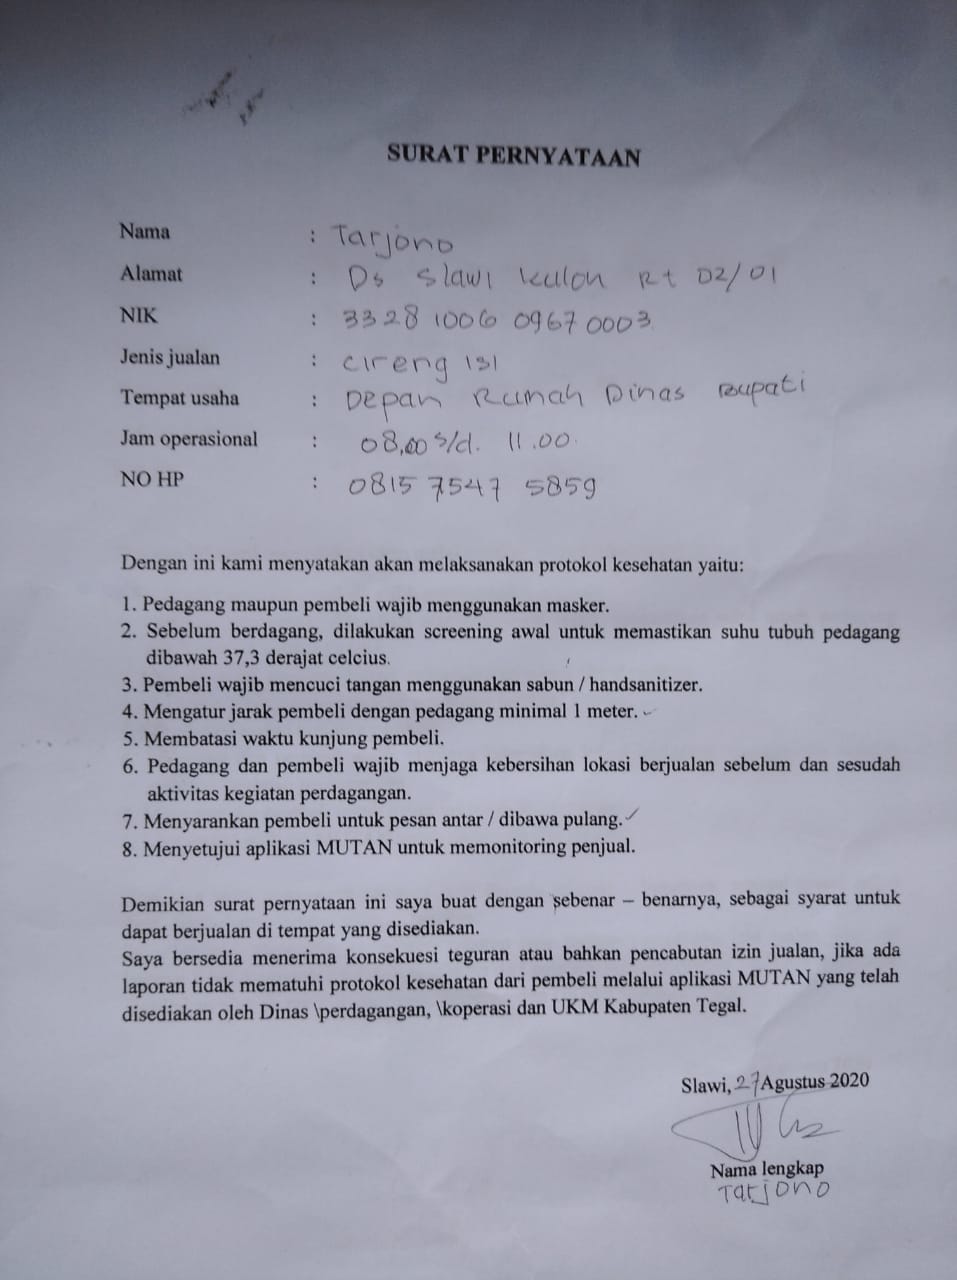 SURAT PERNYATAAN
Nama : Tarjono
Alamat : Ds Slawi kulon Rt 02/01
NIK : 33 28 1006 0967 0003
Jenis jualan : cireng isi
Tempat usaha : Depan Rumah Dinas Bupati
Jam operasional : 08,00 s/d. 11.00
NO HP : 0815 7547 5859
Dengan ini kami menyatakan akan melaksanakan protokol kesehatan yaitu:
1. Pedagang maupun pembeli wajib menggunakan masker.
2. Sebelum berdagang, dilakukan screening awal untuk memastikan suhu tubuh pedagang
dibawah 37,3 derajat celcius.
3. Pembeli wajib mencuci tangan menggunakan sabun / handsanitizer.
4. Mengatur jarak pembeli dengan pedagang minimal 1 meter.
5. Membatasi waktu kunjung pembeli.
6. Pedagang dan pembeli wajib menjaga kebersihan lokasi berjualan sebelum dan sesudah
aktivitas kegiatan perdagangan.
7. Menyarankan pembeli untuk pesan antar / dibawa pulang.
8. Menyetujui aplikasi MUTAN untuk memonitoring penjual.
Demikian surat pernyataan ini saya buat dengan sebenar – benarnya, sebagai syarat untuk
dapat berjualan di tempat yang disediakan.
Saya bersedia menerima konsekuesi teguran atau bahkan pencabutan izin jualan, jika ada
laporan tidak mematuhi protokol kesehatan dari pembeli melalui aplikasi MUTAN yang telah
disediakan oleh Dinas \perdagangan, \koperasi dan UKM Kabupaten Tegal.
Slawi, 27 Agustus 2020
Nama lengkap
Tarjono